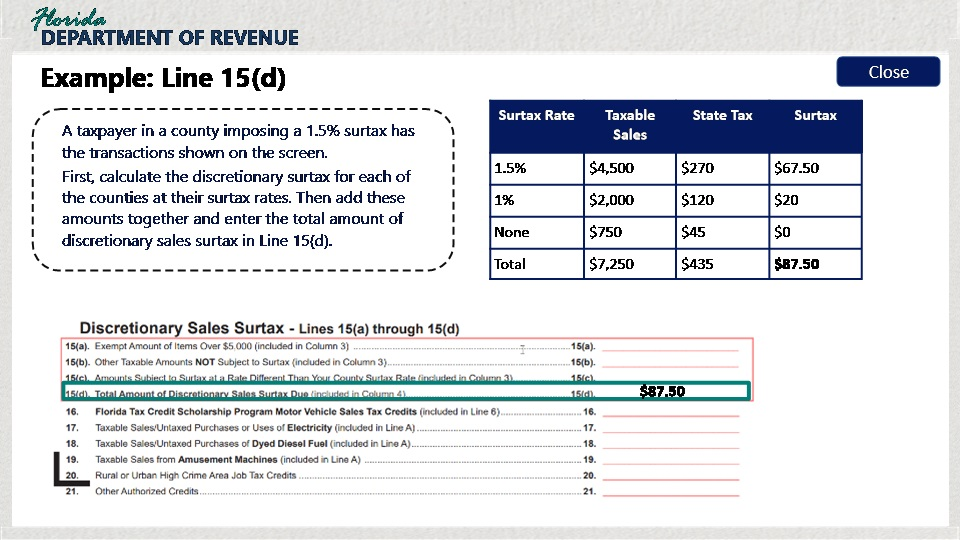 Florida
DEPARTMENT OF REVENUE
Example: Line 15(d)
Close
A taxpayer in a county imposing a 1.5% surtax has
the transactions shown on the screen.
First, calculate the discretionary surtax for each of
the counties at their surtax rates. Then add these
amounts together and enter the total amount of
discretionary sales surtax in Line 15(d).
Surtax Rate Taxable Sales State Tax Surtax
1.5% $4,500 $270 $67.50
1% $2,000 $120 $20
None $750 $45 $0
Total $7,250 $435 $87.50
Discretionary Sales Surtax - Lines 15(a) through 15(d)
15(a). Exempt Amount of Items Over $5,000 (included in Column 3) 15(a).
15(b). Other Taxable Amounts NOT Subject to Surtax (included in Column 3) 15(b).
15(c). Amounts Subject to Surtax at a Rate Different Than Your County Surtax Rate (included in Column 3) 15(c).
15(d). Total Amount of Discretionary Sales Surtax Due (included in Column 4) 15(d). $87.50
16. Florida Tax Credit Scholarship Program Motor Vehicle Sales Tax Credits (included in Line 6) 16.
17. Taxable Sales/Untaxed Purchases or Uses of Electricity (included in Line A) 17.
18. Taxable Sales/Untaxed Purchases of Dyed Diesel Fuel (included in Line A) 18.
19. Taxable Sales from Amusement Machines (included in Line A) 19.
20. Rural or Urban High Crime Area Job Tax Credits 20.
21. Other Authorized Credits 21.